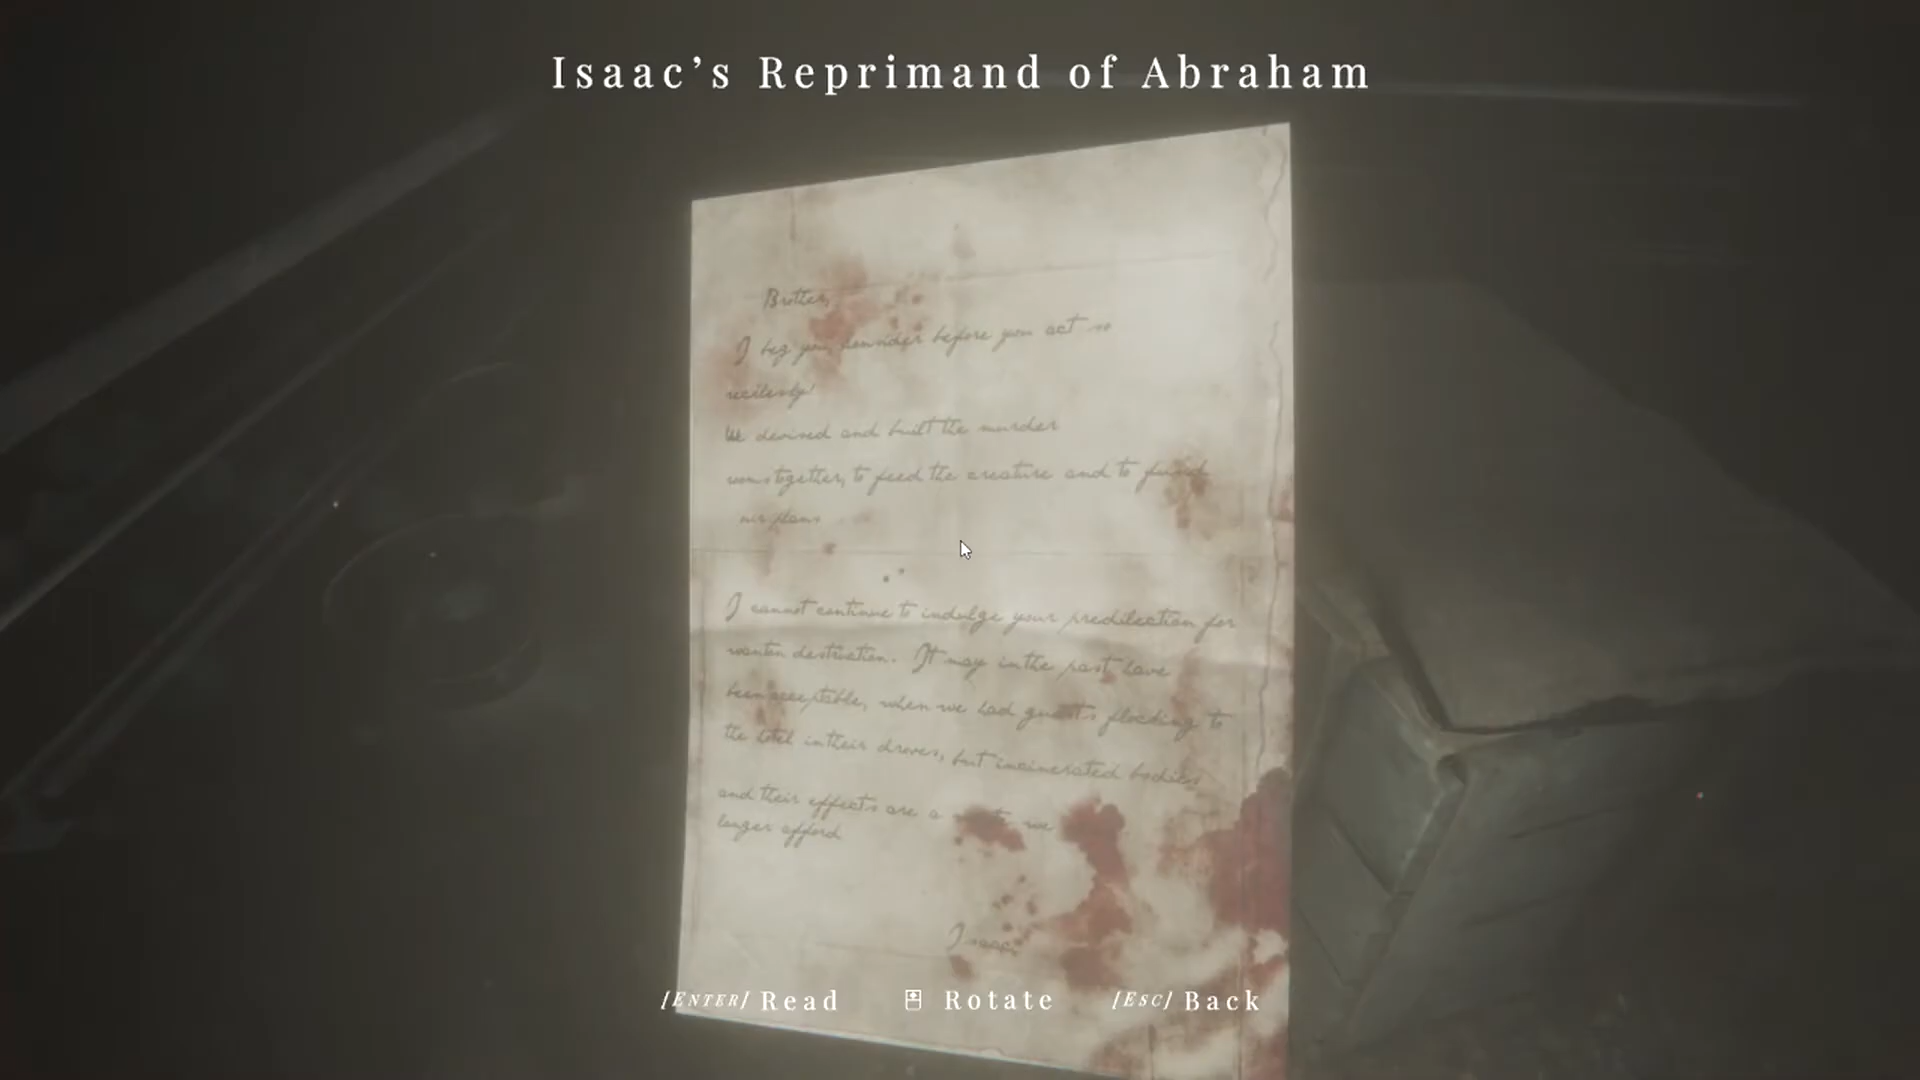 Isaac’s Reprimand of Abraham
Brother,
I beg you, consider before you act so
recklessly!
We devised and built the murder
rooms together, to feed the creature and to fund
our plans
I cannot continue to indulge your predilection for
wanton destruction. It may in the past have
been acceptable, when we had guests flocking to
the hotel in their droves, but incinerated bodies
and their effects are a we
longer afford
Isaac
[ENTER] Read Rotate [ESC] Back